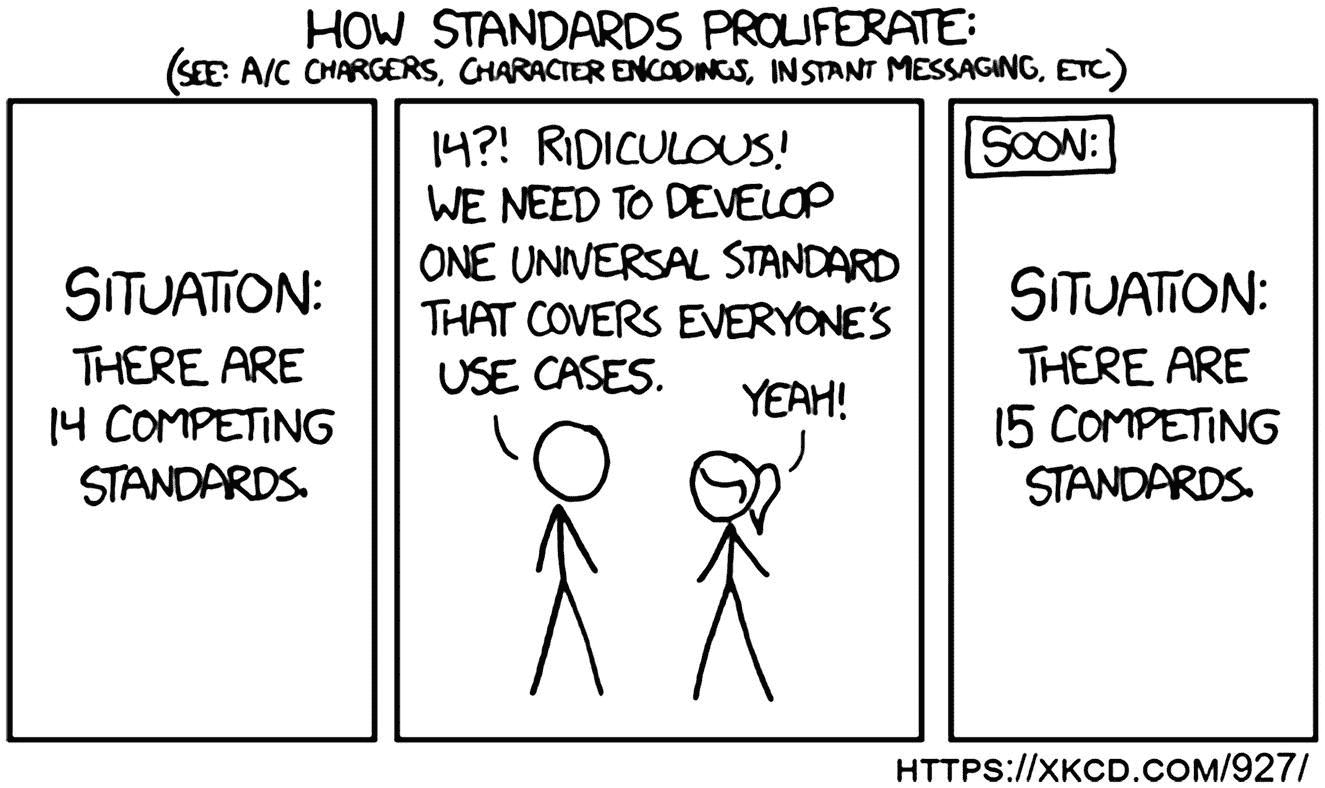 HOW STANDARDS PROLIFERATE:
(SEE: A/C CHARGERS, CHARACTER ENCODINGS, INSTANT MESSAGING, ETC.)
SITUATION:
THERE ARE
14 COMPETING
STANDARDS.
14?! RIDICULOUS!
WE NEED TO DEVELOP
ONE UNIVERSAL STANDARD
THAT COVERS EVERYONE'S
USE CASES.
YEAH!
SOON:
SITUATION:
THERE ARE
15 COMPETING
STANDARDS.
HTTPS://XKCD.COM/927/